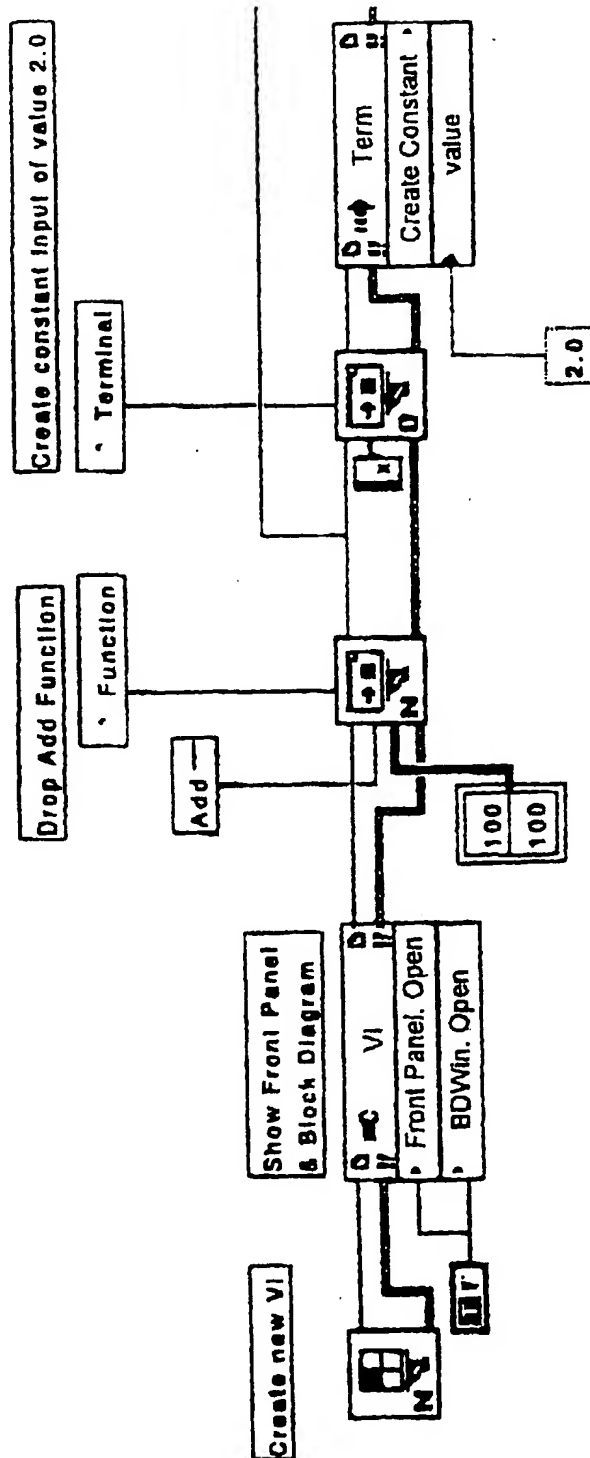 Create new VI
Show Front Panel
& Block Diagram
VI
Front Panel. Open
BDWin. Open
Drop Add Function
Function
Add
N
100
100
N
Create constant input of value 2.0
Terminal
x
Term
Create Constant
value
2.0